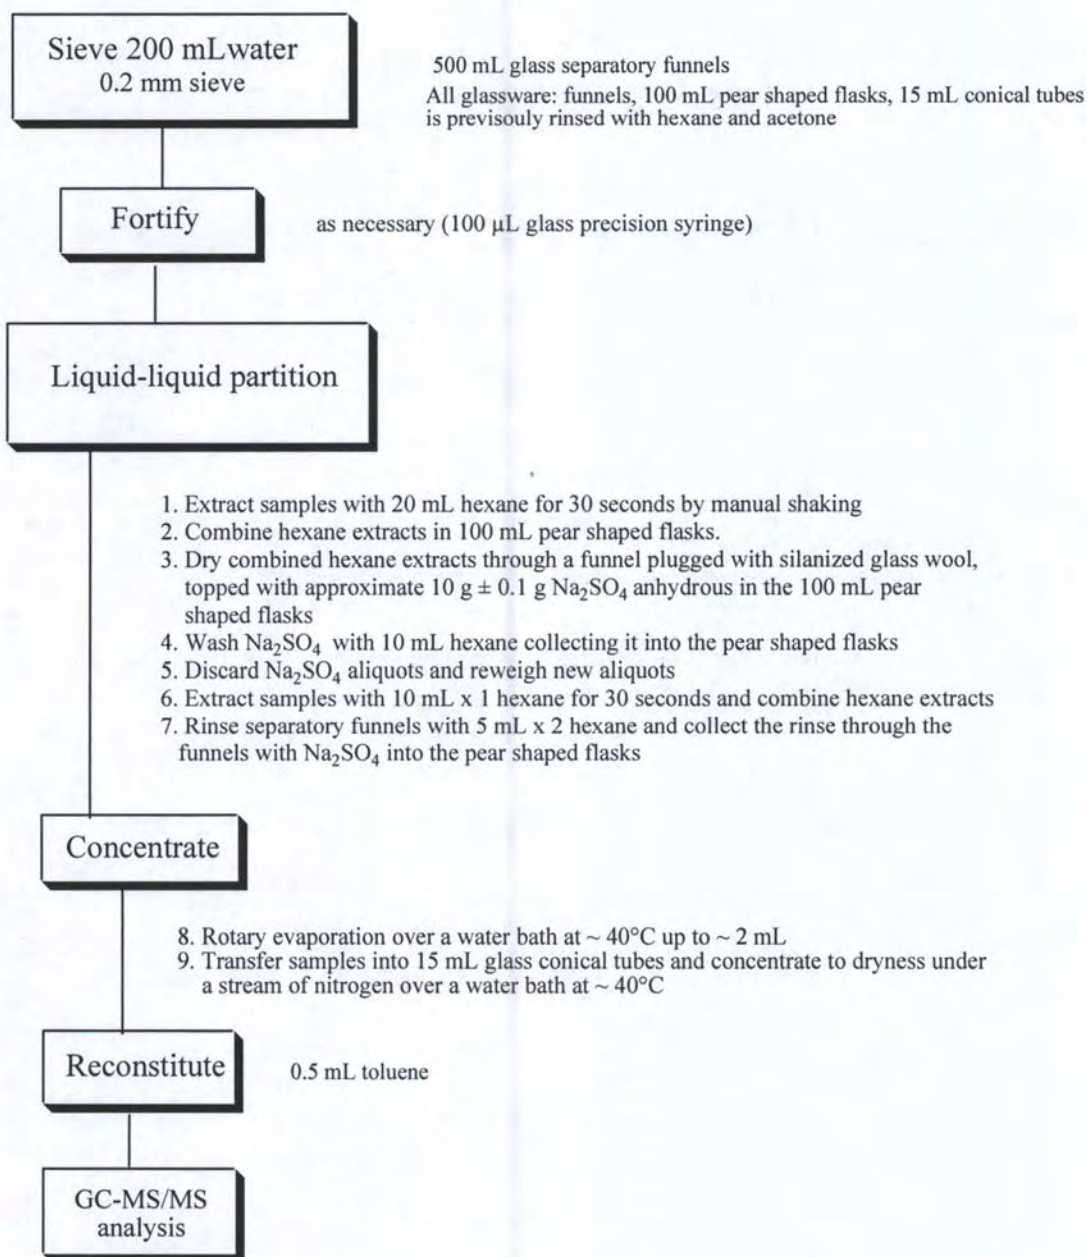 Sieve 200 mLwater
0.2 mm sieve
500 mL glass separatory funnels
All glassware: funnels, 100 mL pear shaped flasks, 15 mL conical tubes
is previsouly rinsed with hexane and acetone
Fortify
as necessary (100 μL glass precision syringe)
Liquid-liquid partition
1. Extract samples with 20 mL hexane for 30 seconds by manual shaking
2. Combine hexane extracts in 100 mL pear shaped flasks.
3. Dry combined hexane extracts through a funnel plugged with silanized glass wool,
topped with approximate 10 g ± 0.1 g Na₂SO₄ anhydrous in the 100 mL pear
shaped flasks
4. Wash Na₂SO₄ with 10 mL hexane collecting it into the pear shaped flasks
5. Discard Na₂SO₄ aliquots and reweigh new aliquots
6. Extract samples with 10 mL x 1 hexane for 30 seconds and combine hexane extracts
7. Rinse separatory funnels with 5 mL x 2 hexane and collect the rinse through the
funnels with Na₂SO₄ into the pear shaped flasks
Concentrate
8. Rotary evaporation over a water bath at ~ 40°C up to ~ 2 mL
9. Transfer samples into 15 mL glass conical tubes and concentrate to dryness under
a stream of nitrogen over a water bath at ~ 40°C
Reconstitute
0.5 mL toluene
GC-MS/MS
analysis